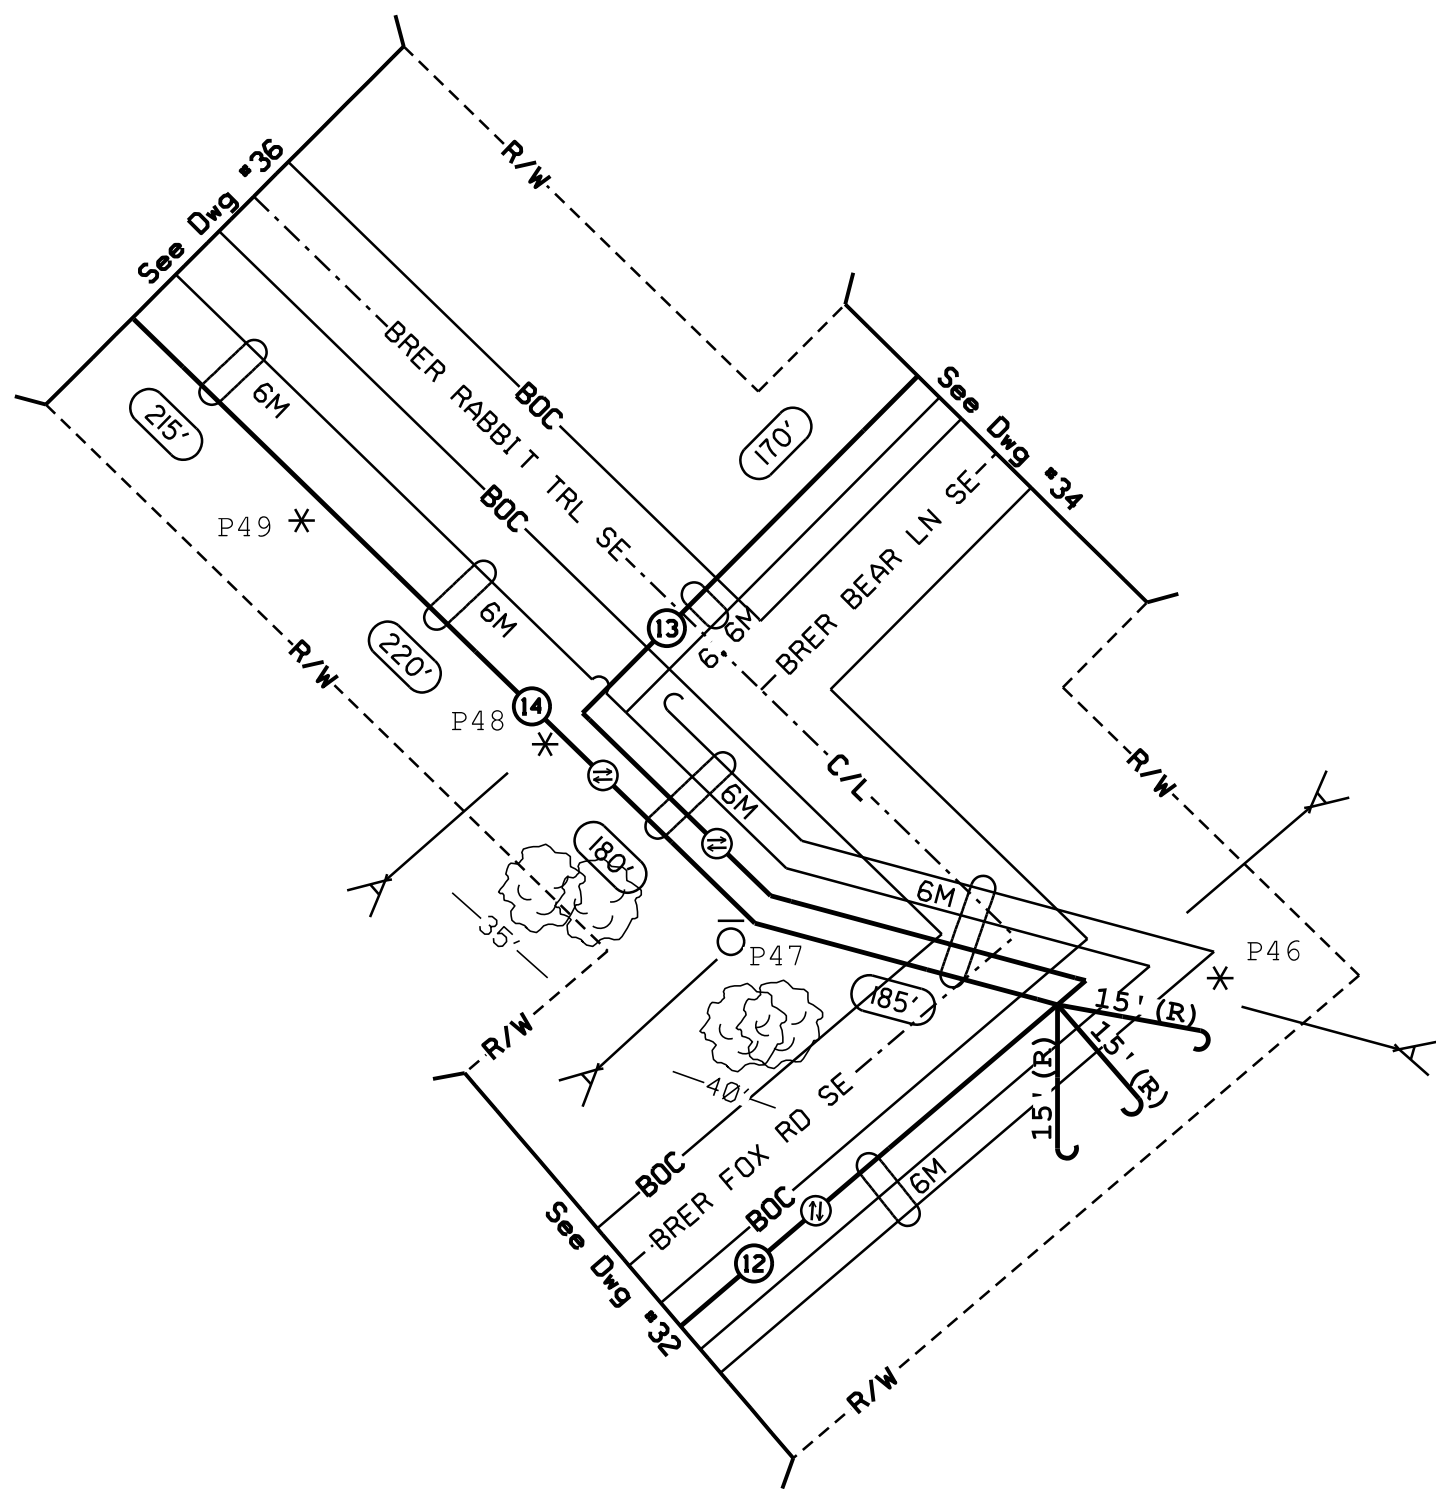 R/W
See Dwg #36
BRER RABBIT TRL SE
BOC
6M
215'
See Dwg #34
170'
BOC
BRER BEAR LN SE
P49
6M
13
6M
6.
220'
R/W
14
P48
C/L
R/W
6M
180'
6M
35'
P47
P46
185'
15'(R)
15'(R)
15'(R)
R/W
40'
BRER FOX RD SE
BOC
6M
BOC
12
See Dwg #32
R/W